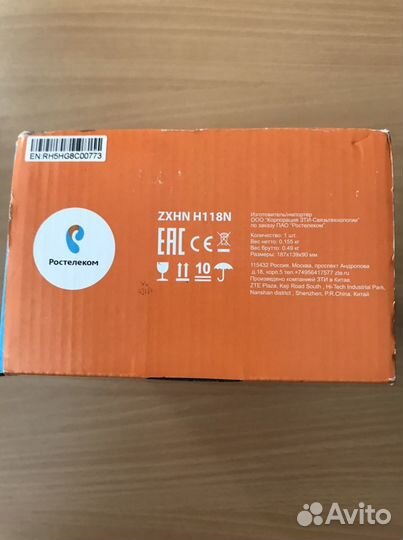 EN:RH5HG8C00773
Ростелеком
ZXHN H118N
EAC CE
10
Изготовитель/импортёр
ООО "Корпорация ЗТИ-Связьтехнологии"
по заказу ПАО "Ростелеком"
Количество: 1 шт.
Вес нетто: 0.155 кг
Вес брутто: 0.49 кг
Размеры: 187x139x90 мм
115432 Россия, Москва, проспект Андропова
д.18, корп.5 тел.+74956417577 zte.ru
Произведено компанией ЗТИ в Китае
ZTE Plaza, Keji Road South , Hi-Tech Industrial Park,
Nanshan district , Shenzhen, P.R.China, Китай
Avito